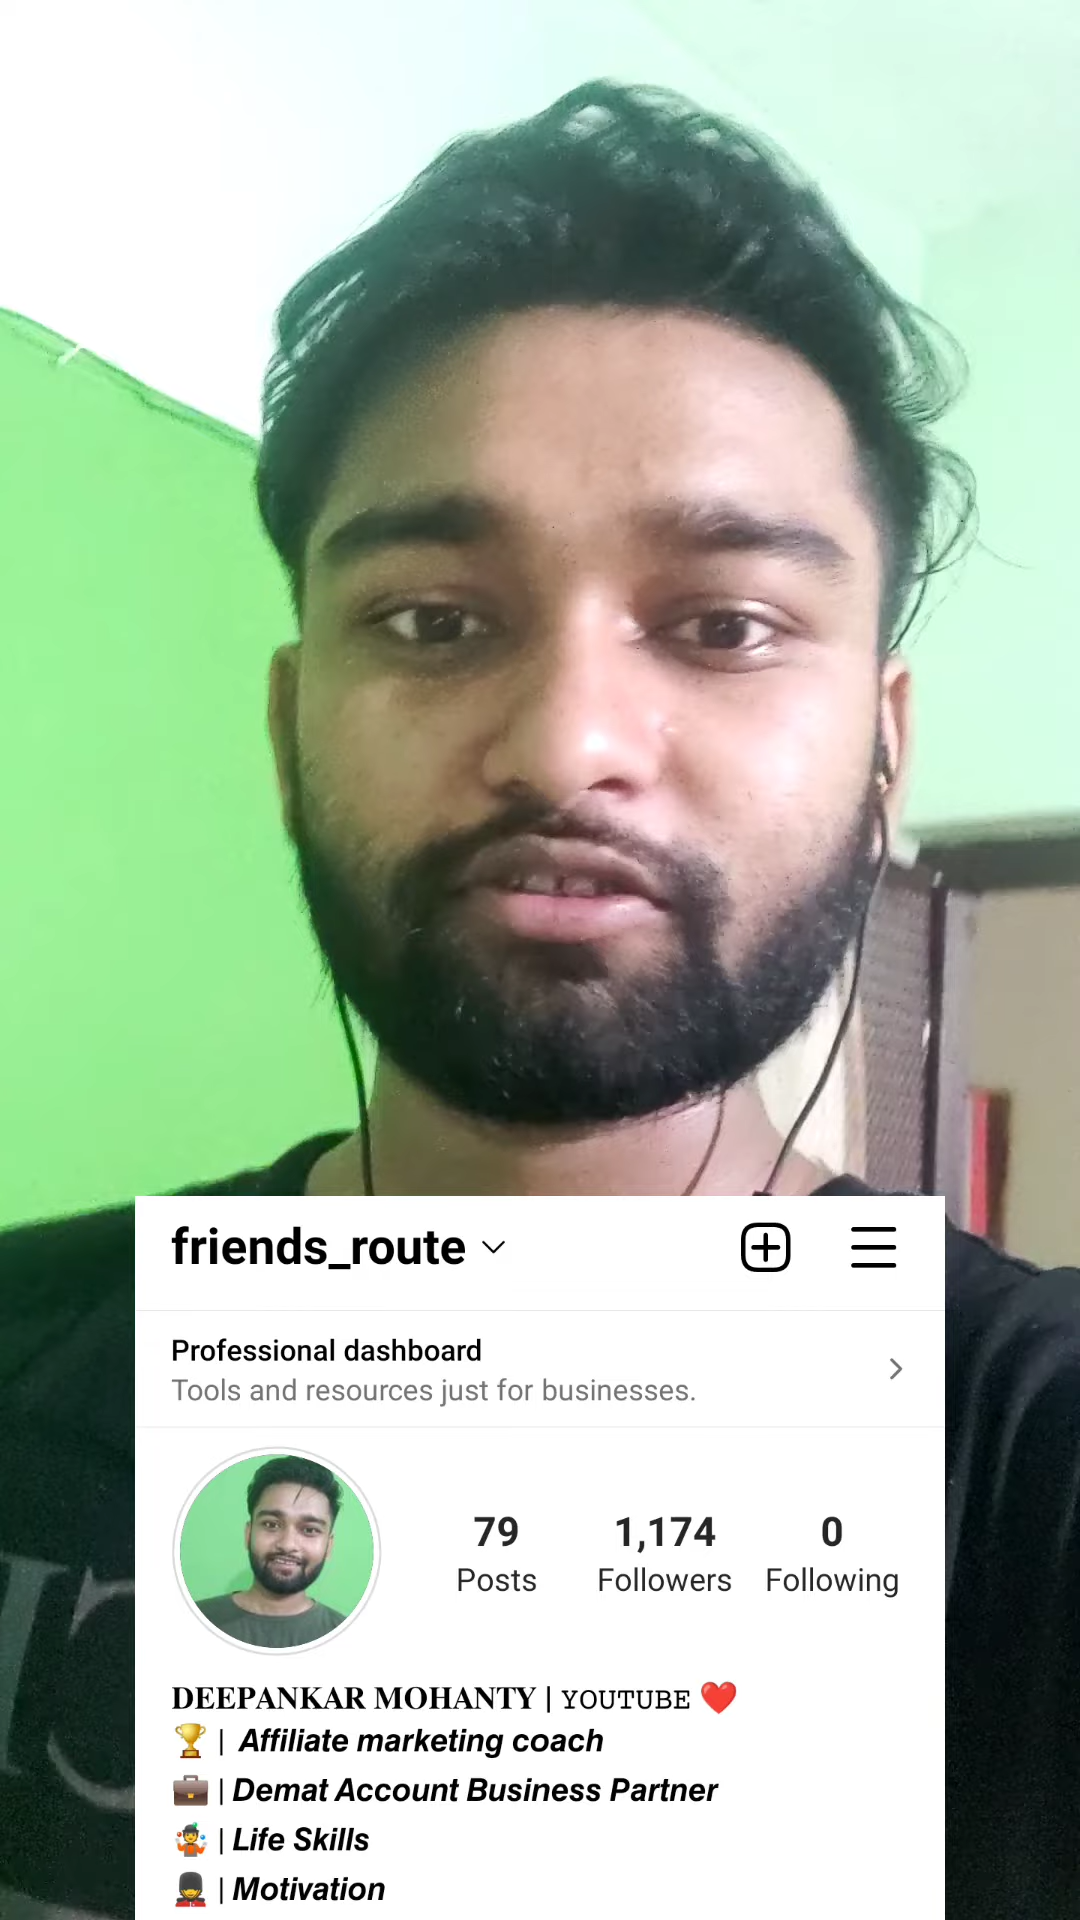 friends_route
Professional dashboard
Tools and resources just for businesses.
79 1,174 0
Posts Followers Following
DEEPANKAR MOHANTY | YOUTUBE ❤️
🏆 | Affiliate marketing coach
💼 | Demat Account Business Partner
🤹 | Life Skills
💂 | Motivation